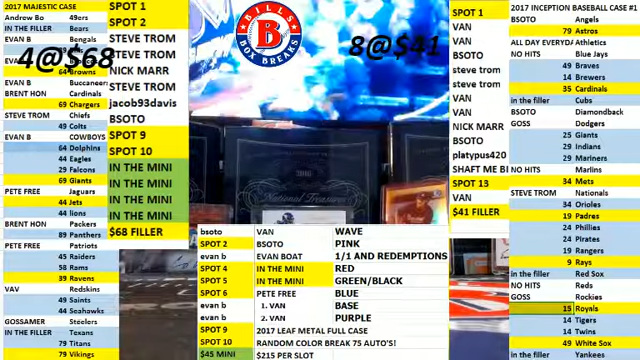 2017 MAJESTIC CASE
Andrew Bo 49ers
IN THE FILLER Bears
EVAN B Bengals
Bills
64 Browns
EVAN B Buccaneers
BRENT HON Cardinals
69 Chargers
STEVE TROM Chiefs
49 Colts
EVAN B COWBOYS
64 Dolphins
44 Eagles
29 Falcons
69 Giants
PETE FREE Jaguars
44 Jets
44 lions
BRENT HON Packers
89 Panthers
PETE FREE Patriots
45 Raiders
58 Rams
39 Ravens
VAV Redskins
49 Saints
44 Seahawks
GOSSAMER Steelers
IN THE FILLER Texans
79 Titans
79 Vikings
4@$68
SPOT 1
SPOT 2
STEVE TROM
STEVE TROM
NICK MARR
STEVE TROM
jacob93davis
BSOTO
SPOT 9
SPOT 10
IN THE MINI
IN THE MINI
IN THE MINI
IN THE MINI
$68 FILLER
BILLS
BOX BREAKS
8@$41
National Treasures
bsoto VAN WAVE
SPOT 2 BSOTO PINK
evan b EVAN BOAT 1/1 AND REDEMPTIONS
SPOT 4 IN THE MINI RED
SPOT 5 IN THE MINI GREEN/BLACK
SPOT 6 PETE FREE BLUE
evan b 1. VAN BASE
evan b 2. VAN PURPLE
SPOT 9 2017 LEAF METAL FULL CASE
SPOT 10 RANDOM COLOR BREAK 75 AUTO'S!
$45 MINI $215 PER SLOT
SPOT 1
VAN
VAN
BSOTO
steve trom
steve trom
VAN
VAN
NICK MARR
BSOTO
platypus420
SHAFT ME BI
SPOT 13
VAN
$41 FILLER
2017 INCEPTION BASEBALL CASE #1
BSOTO Angels
79 Astros
ALL DAY EVERYDA Athletics
NO HITS Blue Jays
49 Braves
14 Brewers
35 Cardinals
in the filler Cubs
BSOTO Diamondback
GOSS Dodgers
25 Giants
29 Indians
29 Mariners
NO HITS Marlins
34 Mets
STEVE TROM Nationals
34 Orioles
19 Padres
24 Phillies
24 Pirates
24 Rangers
9 Rays
in the filler Red Sox
NO HITS Reds
GOSS Rockies
15 Royals
14 Tigers
14 Twins
49 White Sox
in the filler Yankees